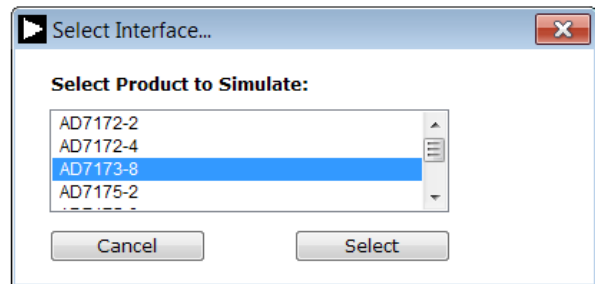 Select Interface...
Select Product to Simulate:
AD7172-2
AD7172-4
AD7173-8
AD7175-2
Cancel Select